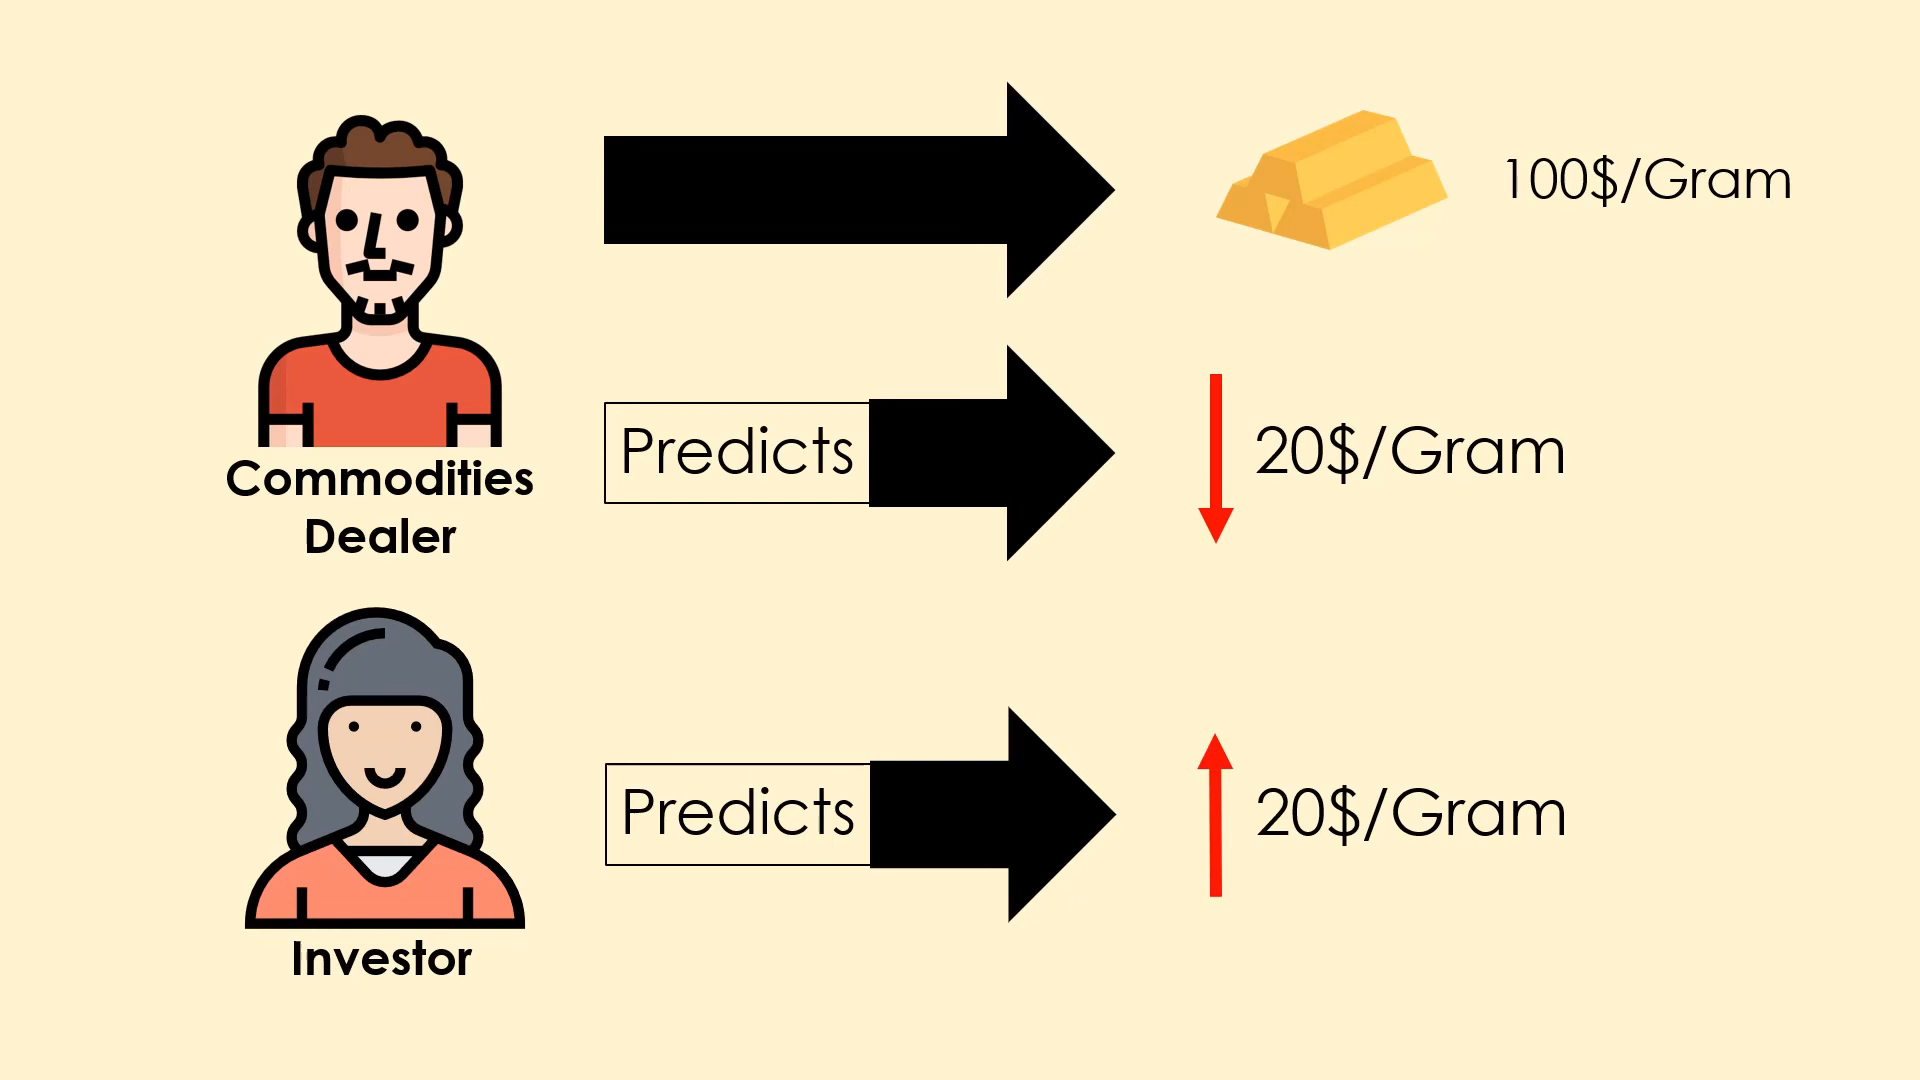 100$/Gram
Predicts
20$/Gram
Commodities
Dealer
Predicts
20$/Gram
Investor